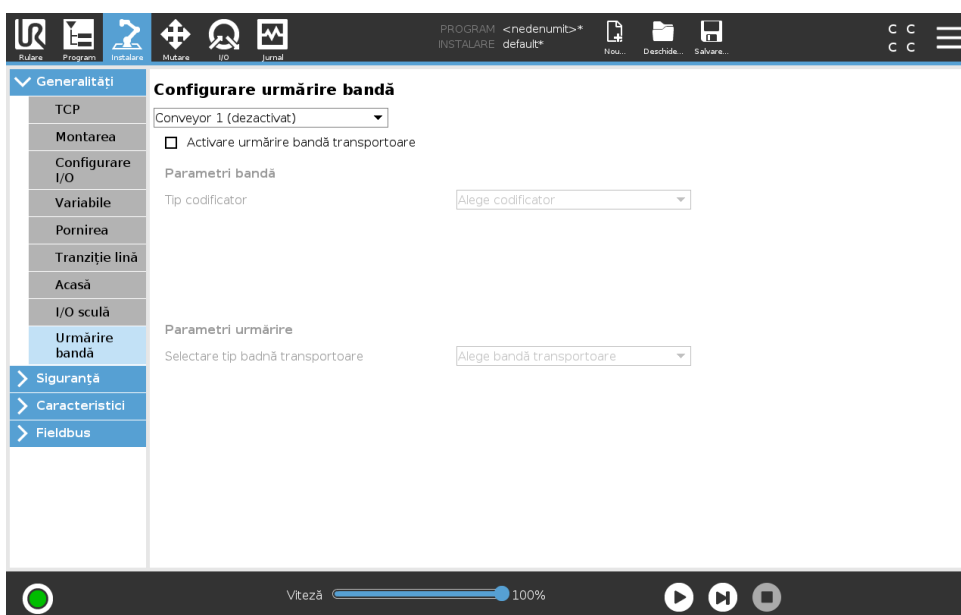 UR
PROGRAM <nedenumit>*
INSTALARE default*
C C
C C
Rulare Program Instalare Mutare I/O Jurnal Nou... Deschide... Salvare...
Generalități
TCP
Montarea
Configurare
I/O
Variabile
Pornirea
Tranziție lină
Acasă
I/O sculă
Urmărire
bandă
Siguranță
Caracteristici
Fieldbus
Configurare urmărire bandă
Conveyor 1 (dezactivat)
Activare urmărire bandă transportoare
Parametri bandă
Tip codificator Alege codificator
Parametri urmărire
Selectare tip badnă transportoare Alege bandă transportoare
Viteză 100%